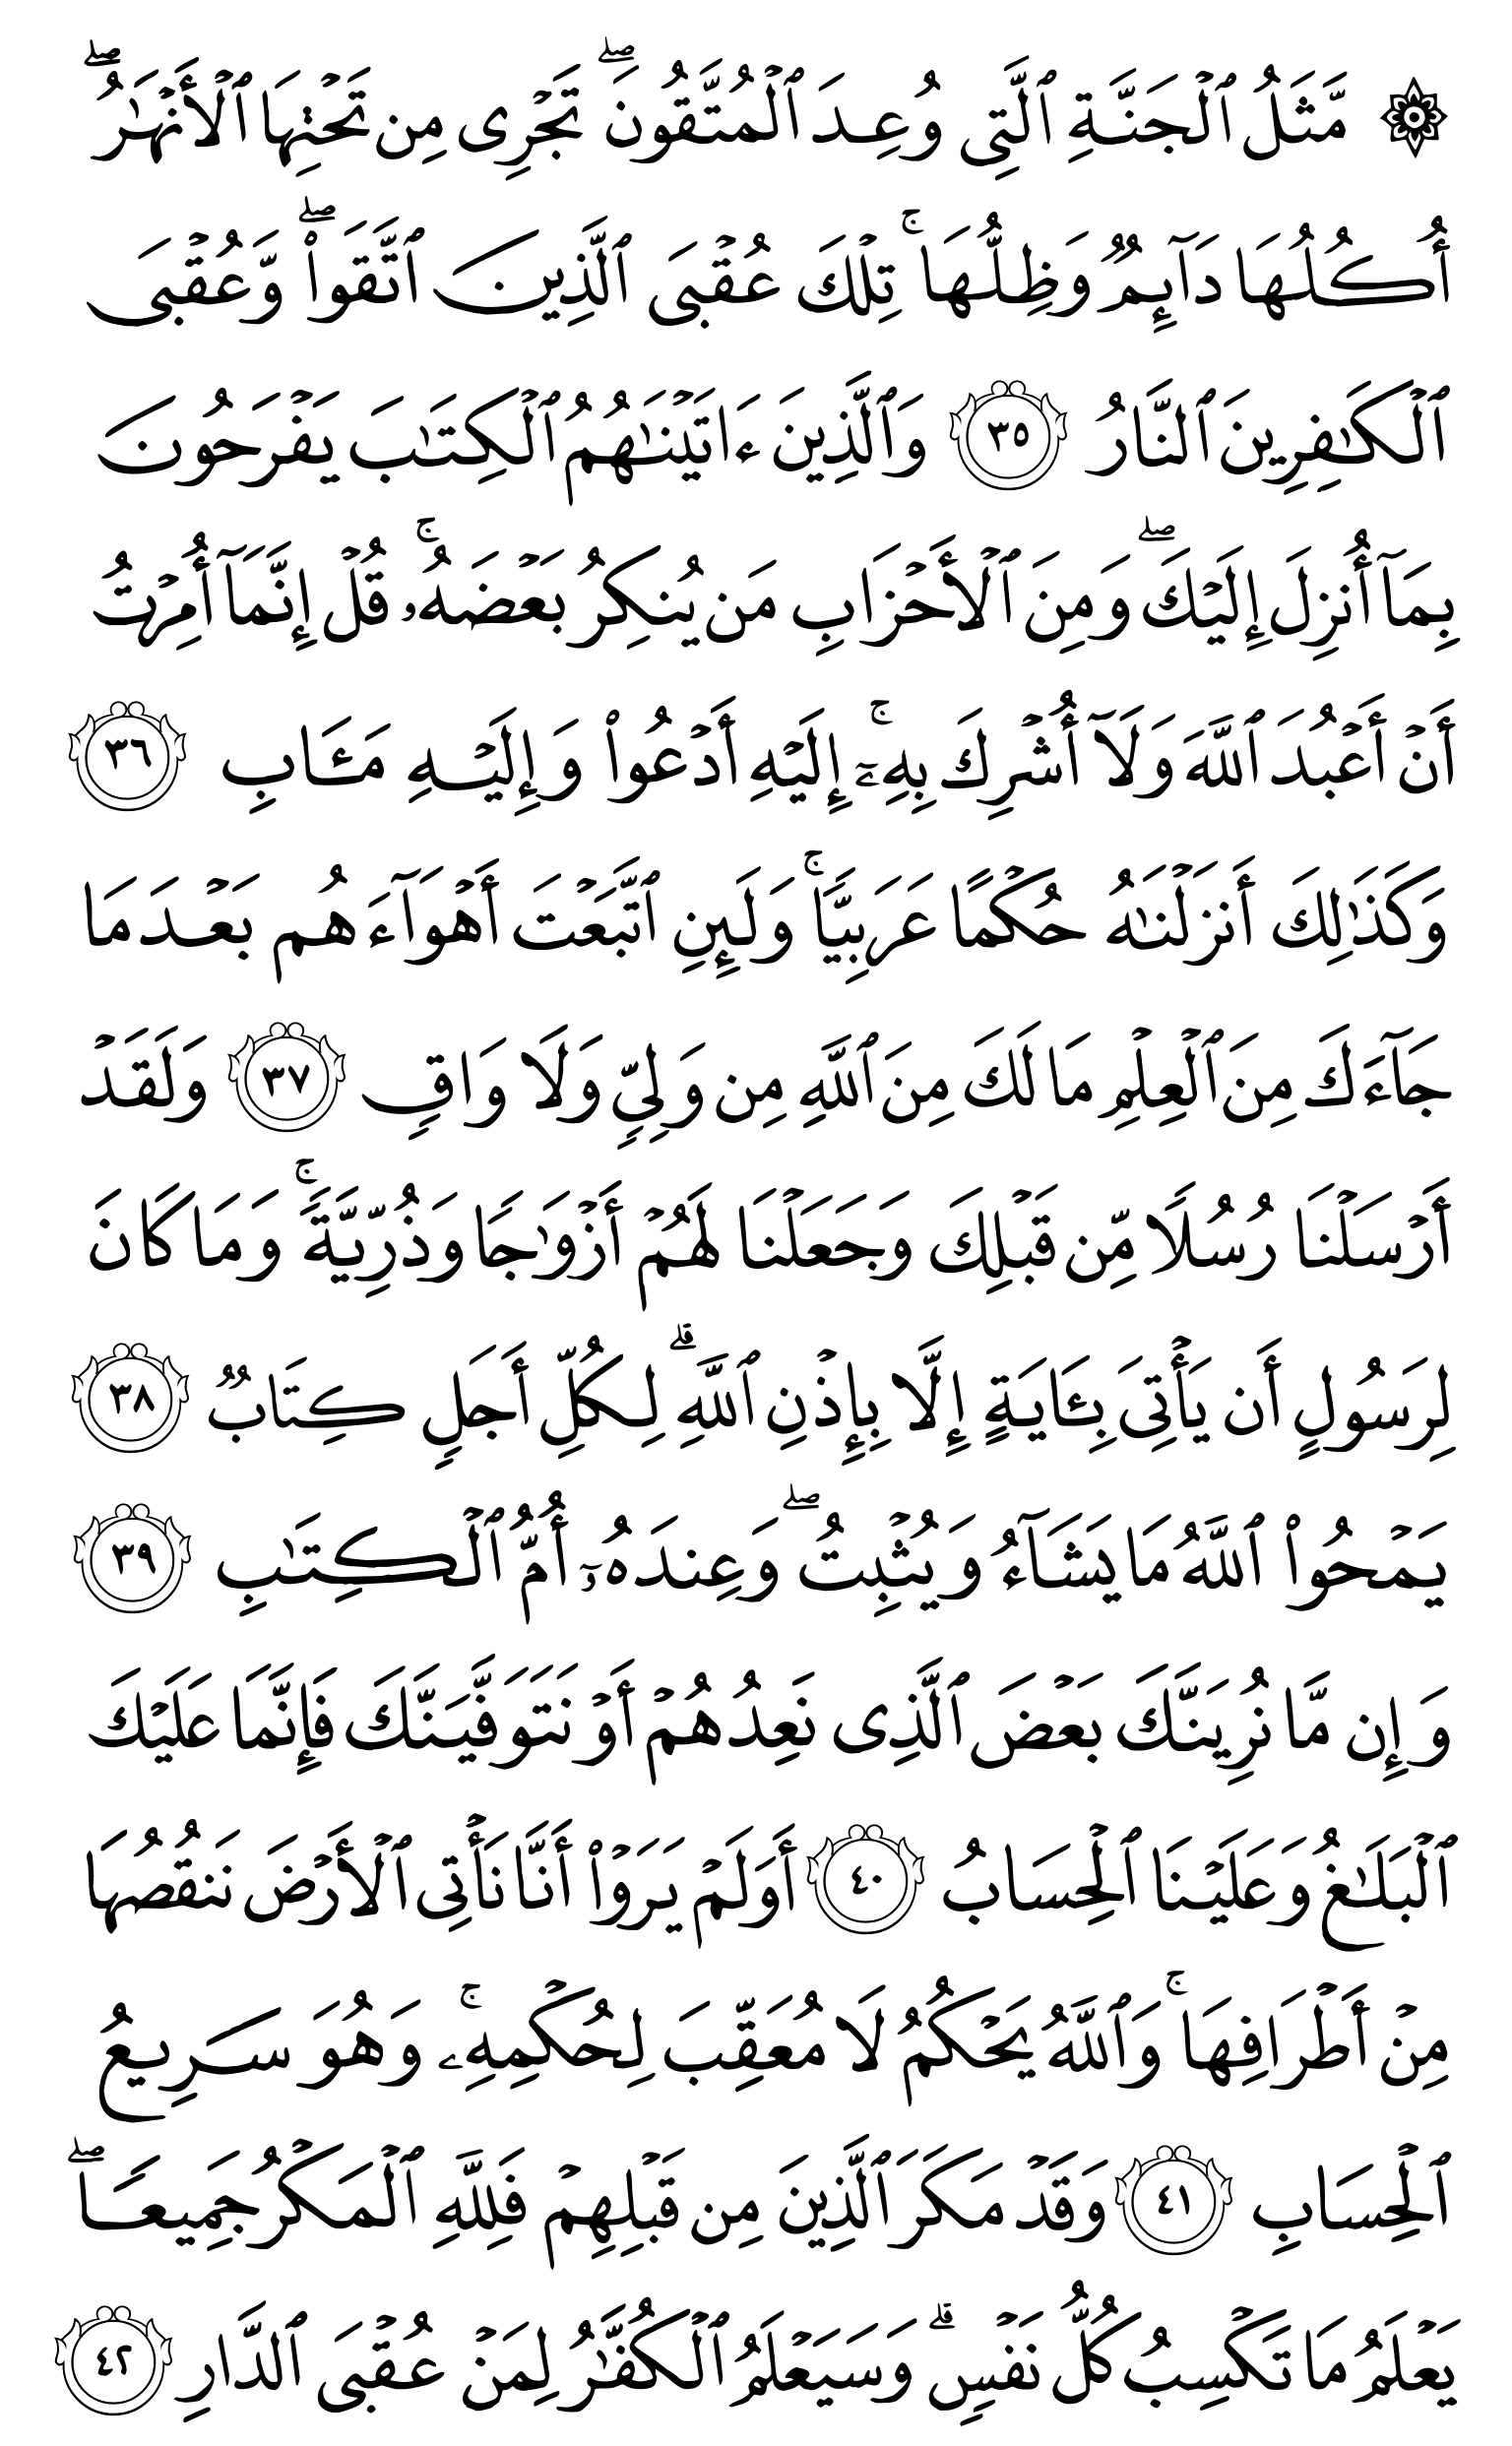 ۞ مَّثَلُ ٱلۡجَنَّةِ ٱلَّتِي وُعِدَ ٱلۡمُتَّقُونَۖ تَجۡرِي مِن تَحۡتِهَا ٱلۡأَنۡهَٰرُۖ
أُكُلُهَا دَآئِمٞ وَظِلُّهَاۚ تِلۡكَ عُقۡبَى ٱلَّذِينَ ٱتَّقَواْۖ وَّعُقۡبَى
ٱلۡكَٰفِرِينَ ٱلنَّارُ ٣٥ وَٱلَّذِينَ ءَاتَيۡنَٰهُمُ ٱلۡكِتَٰبَ يَفۡرَحُونَ
بِمَآ أُنزِلَ إِلَيۡكَۖ وَمِنَ ٱلۡأَحۡزَابِ مَن يُنكِرُ بَعۡضَهُۥۚ قُلۡ إِنَّمَآ أُمِرۡتُ
أَنۡ أَعۡبُدَ ٱللَّهَ وَلَآ أُشۡرِكَ بِهِۦٓۚ إِلَيۡهِ أَدۡعُواْ وَإِلَيۡهِ مَـَٔابِ ٣٦
وَكَذَٰلِكَ أَنزَلۡنَٰهُ حُكۡمًا عَرَبِيّٗاۚ وَلَئِنِ ٱتَّبَعۡتَ أَهۡوَآءَهُم بَعۡدَ مَا
جَآءَكَ مِنَ ٱلۡعِلۡمِ مَا لَكَ مِنَ ٱللَّهِ مِن وَلِيّٖ وَلَا وَاقٖ ٣٧ وَلَقَدۡ
أَرۡسَلۡنَا رُسُلٗا مِّن قَبۡلِكَ وَجَعَلۡنَا لَهُمۡ أَزۡوَٰجٗا وَذُرِّيَّةٗۚ وَمَا كَانَ
لِرَسُولٍ أَن يَأۡتِيَ بِـَٔايَةٍ إِلَّا بِإِذۡنِ ٱللَّهِۗ لِكُلِّ أَجَلٖ كِتَابٞ ٣٨
يَمۡحُواْ ٱللَّهُ مَا يَشَآءُ وَيُثۡبِتُۖ وَعِندَهُۥٓ أُمُّ ٱلۡكِتَٰبِ ٣٩
وَإِن مَّا نُرِيَنَّكَ بَعۡضَ ٱلَّذِي نَعِدُهُمۡ أَوۡ نَتَوَفَّيَنَّكَ فَإِنَّمَا عَلَيۡكَ
ٱلۡبَلَٰغُ وَعَلَيۡنَا ٱلۡحِسَابُ ٤٠ أَوَلَمۡ يَرَوۡاْ أَنَّا نَأۡتِي ٱلۡأَرۡضَ نَنقُصُهَا
مِنۡ أَطۡرَافِهَاۚ وَٱللَّهُ يَحۡكُمُ لَا مُعَقِّبَ لِحُكۡمِهِۦۚ وَهُوَ سَرِيعُ
ٱلۡحِسَابِ ٤١ وَقَدۡ مَكَرَ ٱلَّذِينَ مِن قَبۡلِهِمۡ فَلِلَّهِ ٱلۡمَكۡرُ جَمِيعٗاۖ
يَعۡلَمُ مَا تَكۡسِبُ كُلُّ نَفۡسٖۗ وَسَيَعۡلَمُ ٱلۡكُفَّٰرُ لِمَنۡ عُقۡبَى ٱلدَّارِ ٤٢